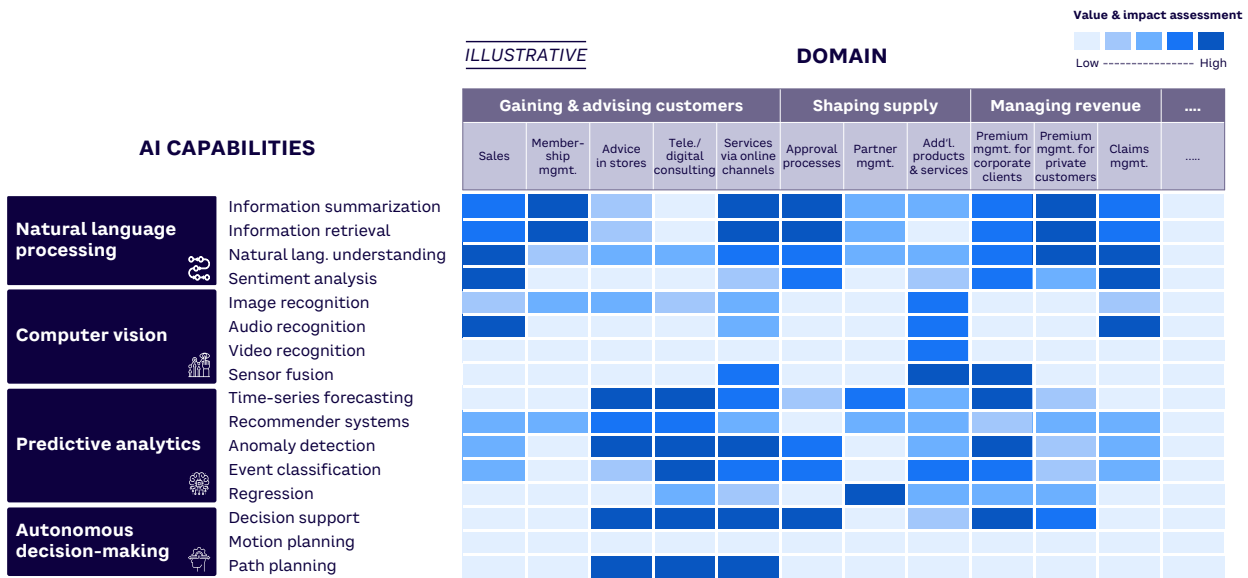 Value & impact assessment
Low --------------- High
ILLUSTRATIVE
DOMAIN
AI CAPABILITIES
Gaining & advising customers
Shaping supply
Managing revenue
....
Sales
Member-
ship
mgmt.
Advice
in stores
Tele./
digital
consulting
Services
via online
channels
Approval
processes
Partner
mgmt.
Add'l.
products
& services
Premium
mgmt. for
corporate
clients
Premium
mgmt. for
private
customers
Claims
mgmt.
.....
Natural language
processing
Information summarization
Information retrieval
Natural lang. understanding
Sentiment analysis
Computer vision
Image recognition
Audio recognition
Video recognition
Sensor fusion
Predictive analytics
Time-series forecasting
Recommender systems
Anomaly detection
Event classification
Regression
Autonomous
decision-making
Decision support
Motion planning
Path planning